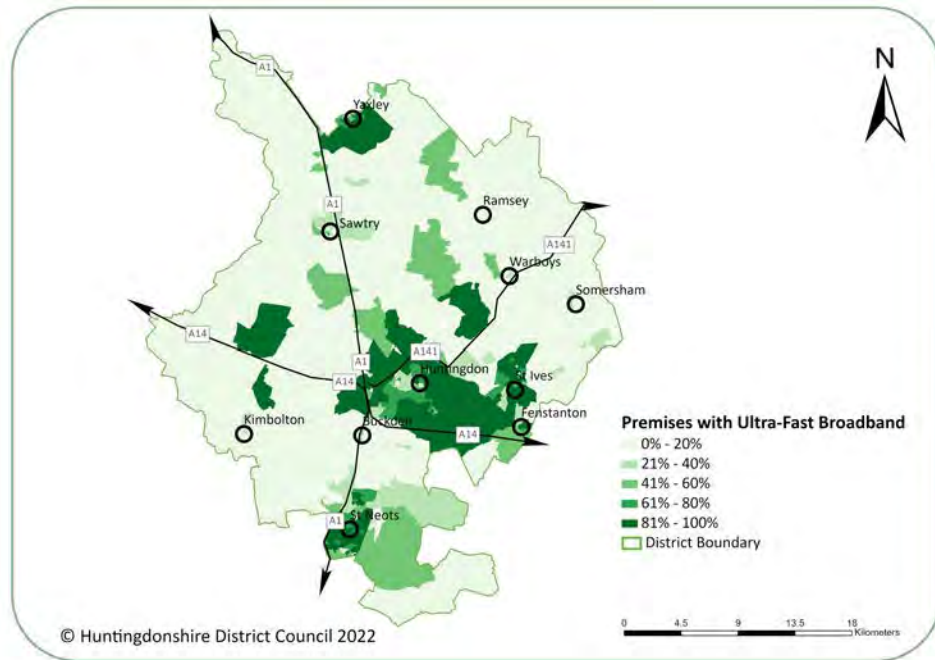 A1
Yaxley
N
A1
Sawtry
Ramsey
A141
Warboys
Somersham
A14
A1
A141
A14
Huntingdon
St Ives
Kimbolton
Buckden
A14
Fenstanton
A1
St Neots
Premises with Ultra-Fast Broadband
0% - 20%
21% - 40%
41% - 60%
61% - 80%
81% - 100%
District Boundary
© Huntingdonshire District Council 2022
0 4.5 9 13.5 18
Kilometers